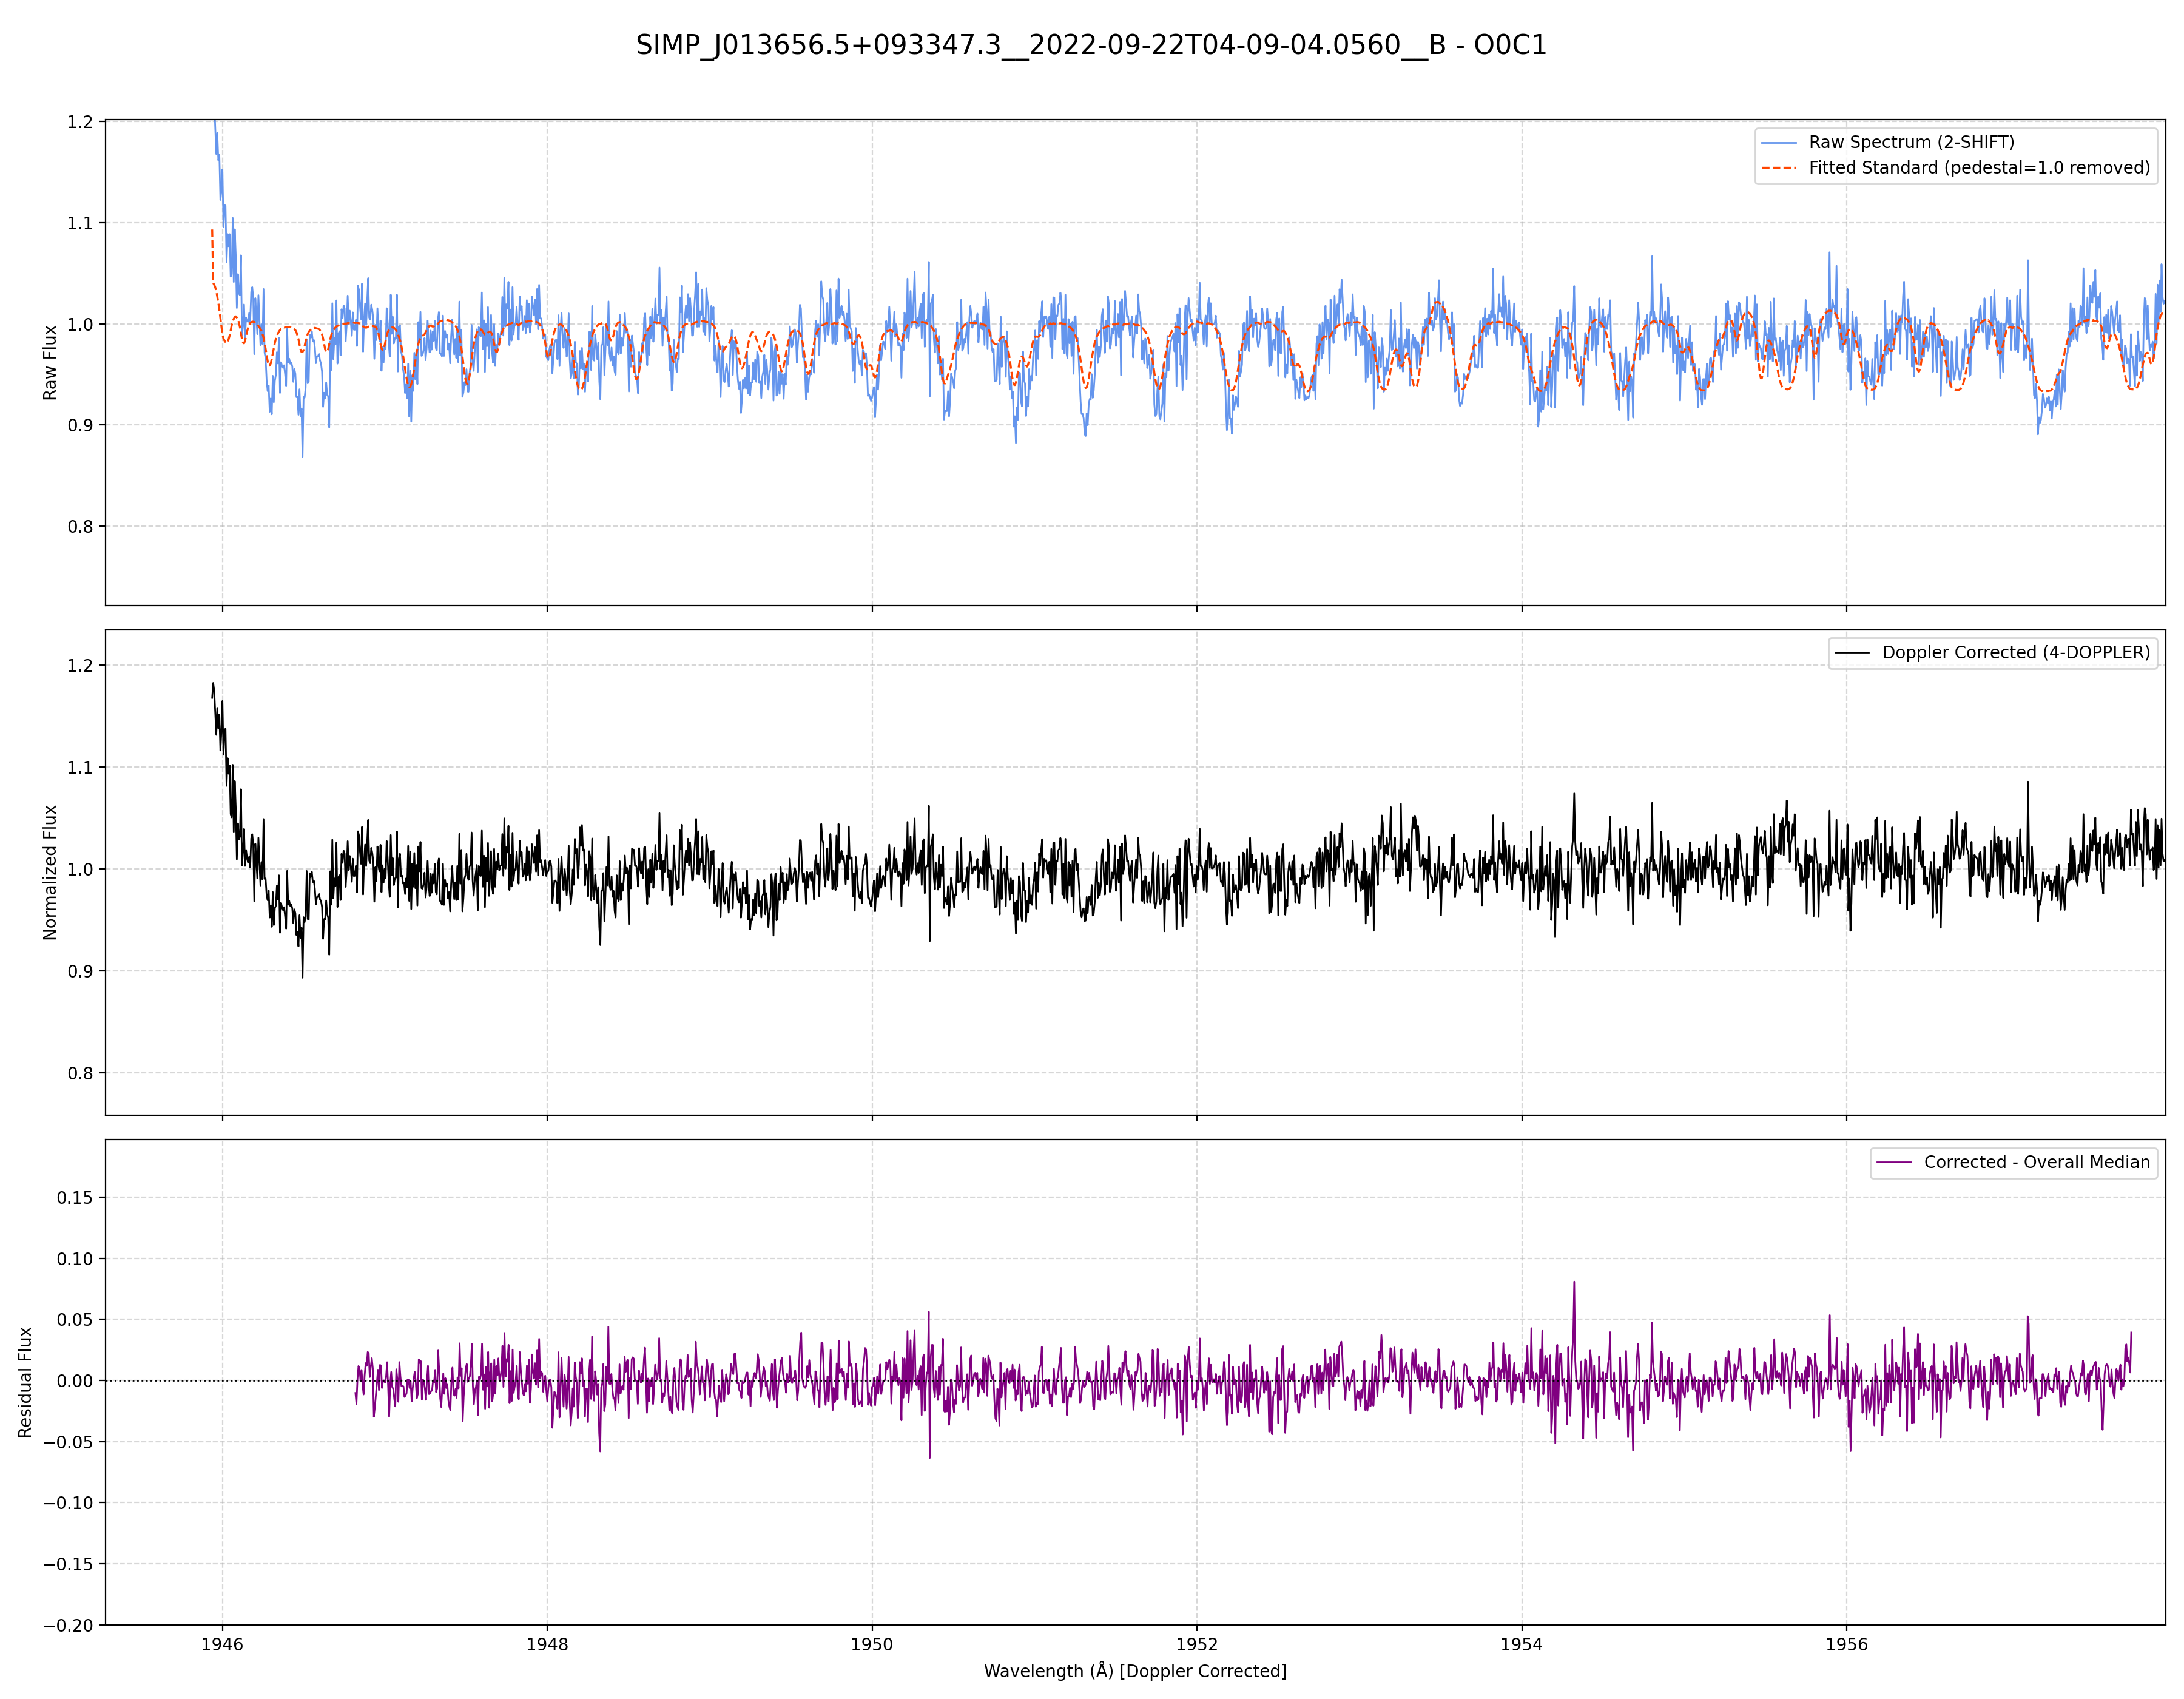 SIMP_J013656.5+093347.3__2022-09-22T04-09-04.0560__B - O0C1
1.2
1.1
1.0
0.9
0.8
Raw Flux
Raw Spectrum (2-SHIFT)
Fitted Standard (pedestal=1.0 removed)
1.2
1.1
1.0
0.9
0.8
Normalized Flux
Doppler Corrected (4-DOPPLER)
0.15
0.10
0.05
0.00
−0.05
−0.10
−0.15
−0.20
Residual Flux
Corrected - Overall Median
1946 1948 1950 1952 1954 1956
Wavelength (Å) [Doppler Corrected]